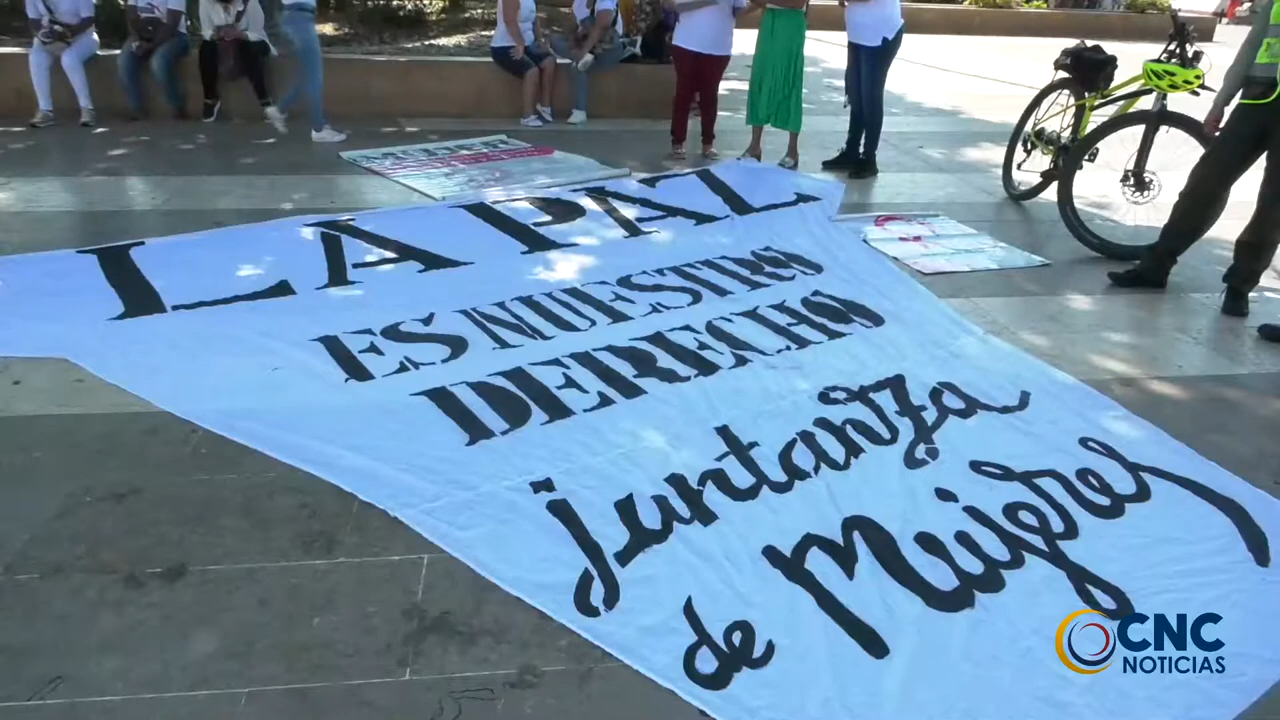 LA PAZ
ES NUESTRO
DERECHO
juntanza
de Mujeres
CNC
NOTICIAS